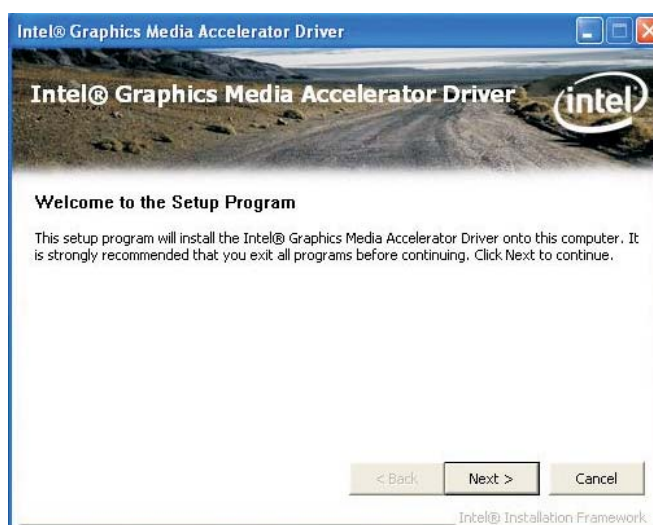 Intel® Graphics Media Accelerator Driver
Intel® Graphics Media Accelerator Driver
intel
Welcome to the Setup Program
This setup program will install the Intel® Graphics Media Accelerator Driver onto this computer. It
is strongly recommended that you exit all programs before continuing. Click Next to continue.
< Back Next > Cancel
Intel® Installation Framework